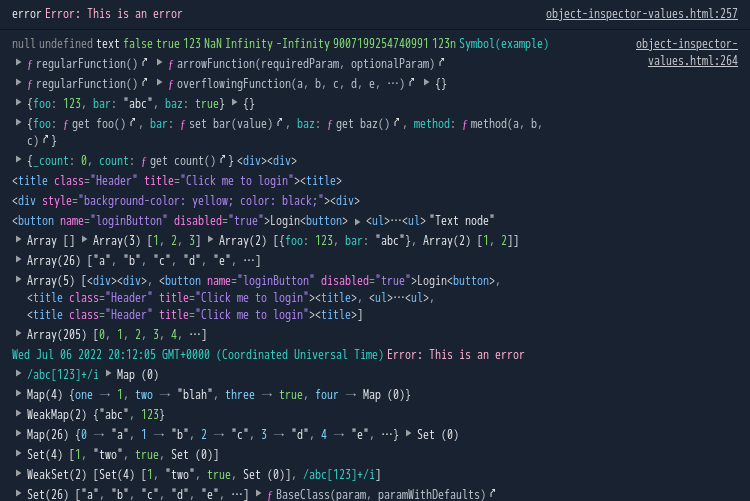 error Error: This is an error object-inspector-values.html:257
null undefined text false true 123 NaN Infinity -Infinity 9007199254740991 123n Symbol(example) object-inspector-
values.html:264
▶ ƒ regularFunction() ▶ ƒ arrowFunction(requiredParam, optionalParam)
▶ ƒ regularFunction() ▶ ƒ overflowingFunction(a, b, c, d, e, …) ▶ {}
▶ {foo: 123, bar: "abc", baz: true} ▶ {}
▶ {foo: ƒ get foo(), bar: ƒ set bar(value), baz: ƒ get baz(), method: ƒ method(a, b,
c)}
▶ {_count: 0, count: ƒ get count()} <div><div>
<title class="Header" title="Click me to login"><title>
<div style="background-color: yellow; color: black;"><div>
<button name="loginButton" disabled="true">Login<button> ▶ <ul>…<ul> "Text node"
▶ Array [] ▶ Array(3) [1, 2, 3] ▶ Array(2) [{foo: 123, bar: "abc"}, Array(2) [1, 2]]
▶ Array(26) ["a", "b", "c", "d", "e", …]
▶ Array(5) [<div><div>, <button name="loginButton" disabled="true">Login<button>,
<title class="Header" title="Click me to login"><title>, <ul>…<ul>,
<title class="Header" title="Click me to login"><title>]
▶ Array(205) [0, 1, 2, 3, 4, …]
Wed Jul 06 2022 20:12:05 GMT+0000 (Coordinated Universal Time) Error: This is an error
▶ /abc[123]+/i ▶ Map (0)
▶ Map(4) {one → 1, two → "blah", three → true, four → Map (0)}
▶ WeakMap(2) {"abc", 123}
▶ Map(26) {0 → "a", 1 → "b", 2 → "c", 3 → "d", 4 → "e", …} ▶ Set (0)
▶ Set(4) [1, "two", true, Set (0)]
▶ WeakSet(2) [Set(4) [1, "two", true, Set (0)], /abc[123]+/i]
▶ Set(26) ["a", "b", "c", "d", "e", …] ▶ ƒ BaseClass(param, paramWithDefaults)